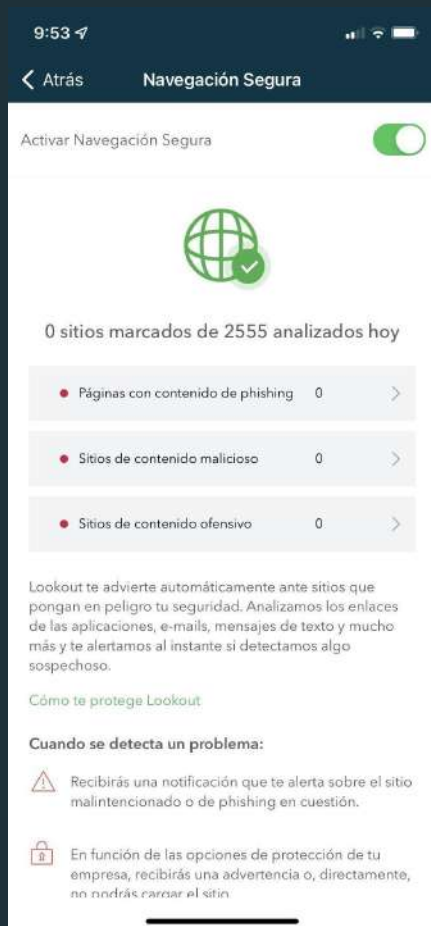 9:53
Atrás
Navegación Segura
Activar Navegación Segura
0 sitios marcados de 2555 analizados hoy
Páginas con contenido de phishing 0
Sitios de contenido malicioso 0
Sitios de contenido ofensivo 0
Lookout te advierte automáticamente ante sitios que
pongan en peligro tu seguridad. Analizamos los enlaces
de las aplicaciones, e-mails, mensajes de texto y mucho
más y te alertamos al instante si detectamos algo
sospechoso.
Cómo te protege Lookout
Cuando se detecta un problema:
Recibirás una notificación que te alerta sobre el sitio
malintencionado o de phishing en cuestión.
En función de las opciones de protección de tu
empresa, recibirás una advertencia o, directamente,
no podrás cargar el sitio